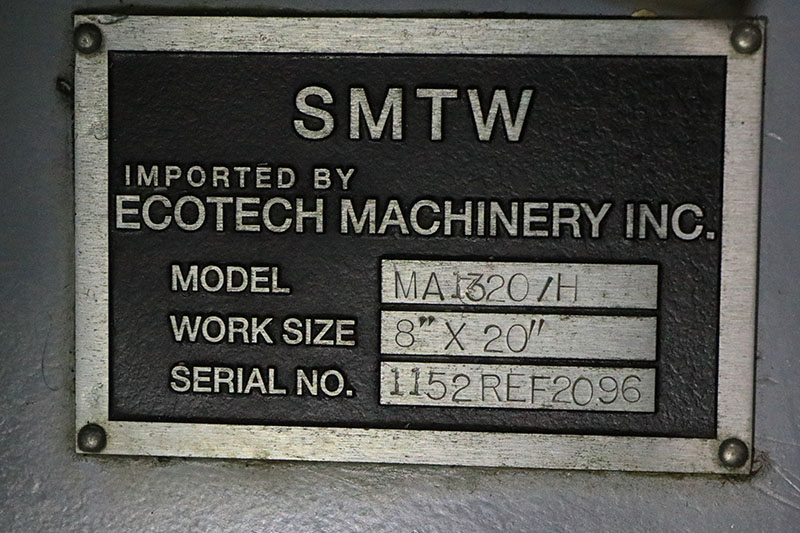 SMTW
IMPORTED BY
ECOTECH MACHINERY INC.
MODEL MA1320/H
WORK SIZE 8" X 20"
SERIAL NO. 1152REF2096